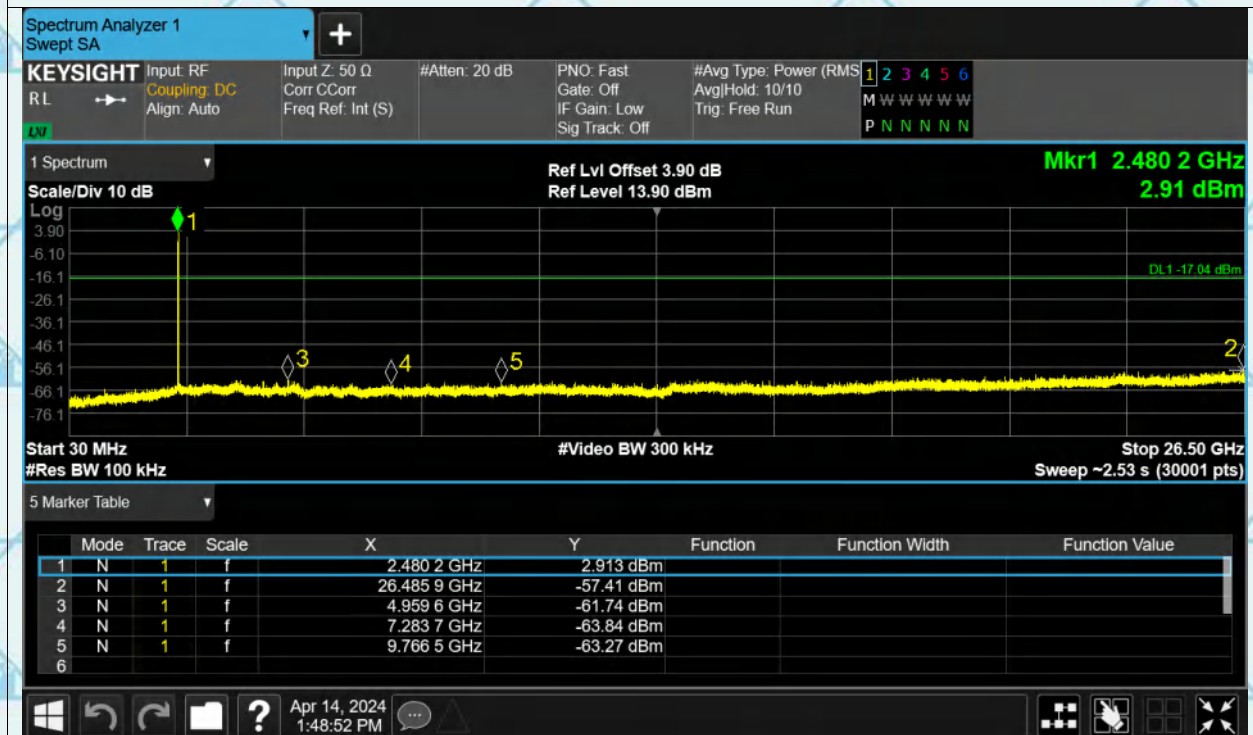 Spectrum Analyzer 1
Swept SA
+
KEYSIGHT Input: RF Input Z: 50 Ω #Atten: 20 dB PNO: Fast #Avg Type: Power (RMS 1 2 3 4 5 6
RL Coupling: DC Corr CCorr Gate: Off Avg|Hold: 10/10 M W W W W W
Align: Auto Freq Ref: Int (S) IF Gain: Low Trig: Free Run
LXI Sig Track: Off P N N N N N
1 Spectrum Ref Lvl Offset 3.90 dB Mkr1 2.480 2 GHz
Scale/Div 10 dB Ref Level 13.90 dBm 2.91 dBm
Log
1
3.90
-6.10
-16.1 DL1 -17.04 dBm
-26.1
-36.1
-46.1 2
-56.1 3 4 5
-66.1
-76.1
Start 30 MHz #Video BW 300 kHz Stop 26.50 GHz
#Res BW 100 kHz Sweep ~2.53 s (30001 pts)
5 Marker Table
Mode Trace Scale X Y Function Function Width Function Value
1 N 1 f 2.480 2 GHz 2.913 dBm
2 N 1 f 26.485 9 GHz -57.41 dBm
3 N 1 f 4.959 6 GHz -61.74 dBm
4 N 1 f 7.283 7 GHz -63.84 dBm
5 N 1 f 9.766 5 GHz -63.27 dBm
6
? Apr 14, 2024
1:48:52 PM